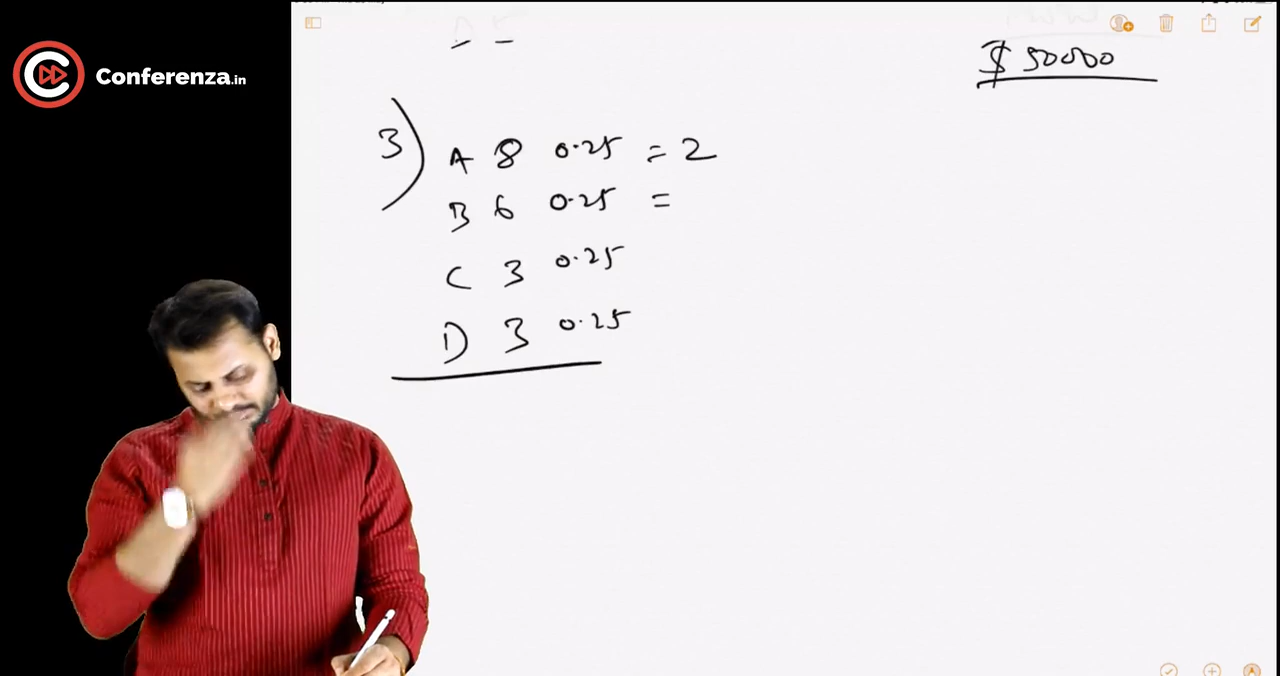 Conferenza.in
$ 50000
3)
A 8 0.25 = 2
B 6 0.25 =
C 3 0.25
D 3 0.25